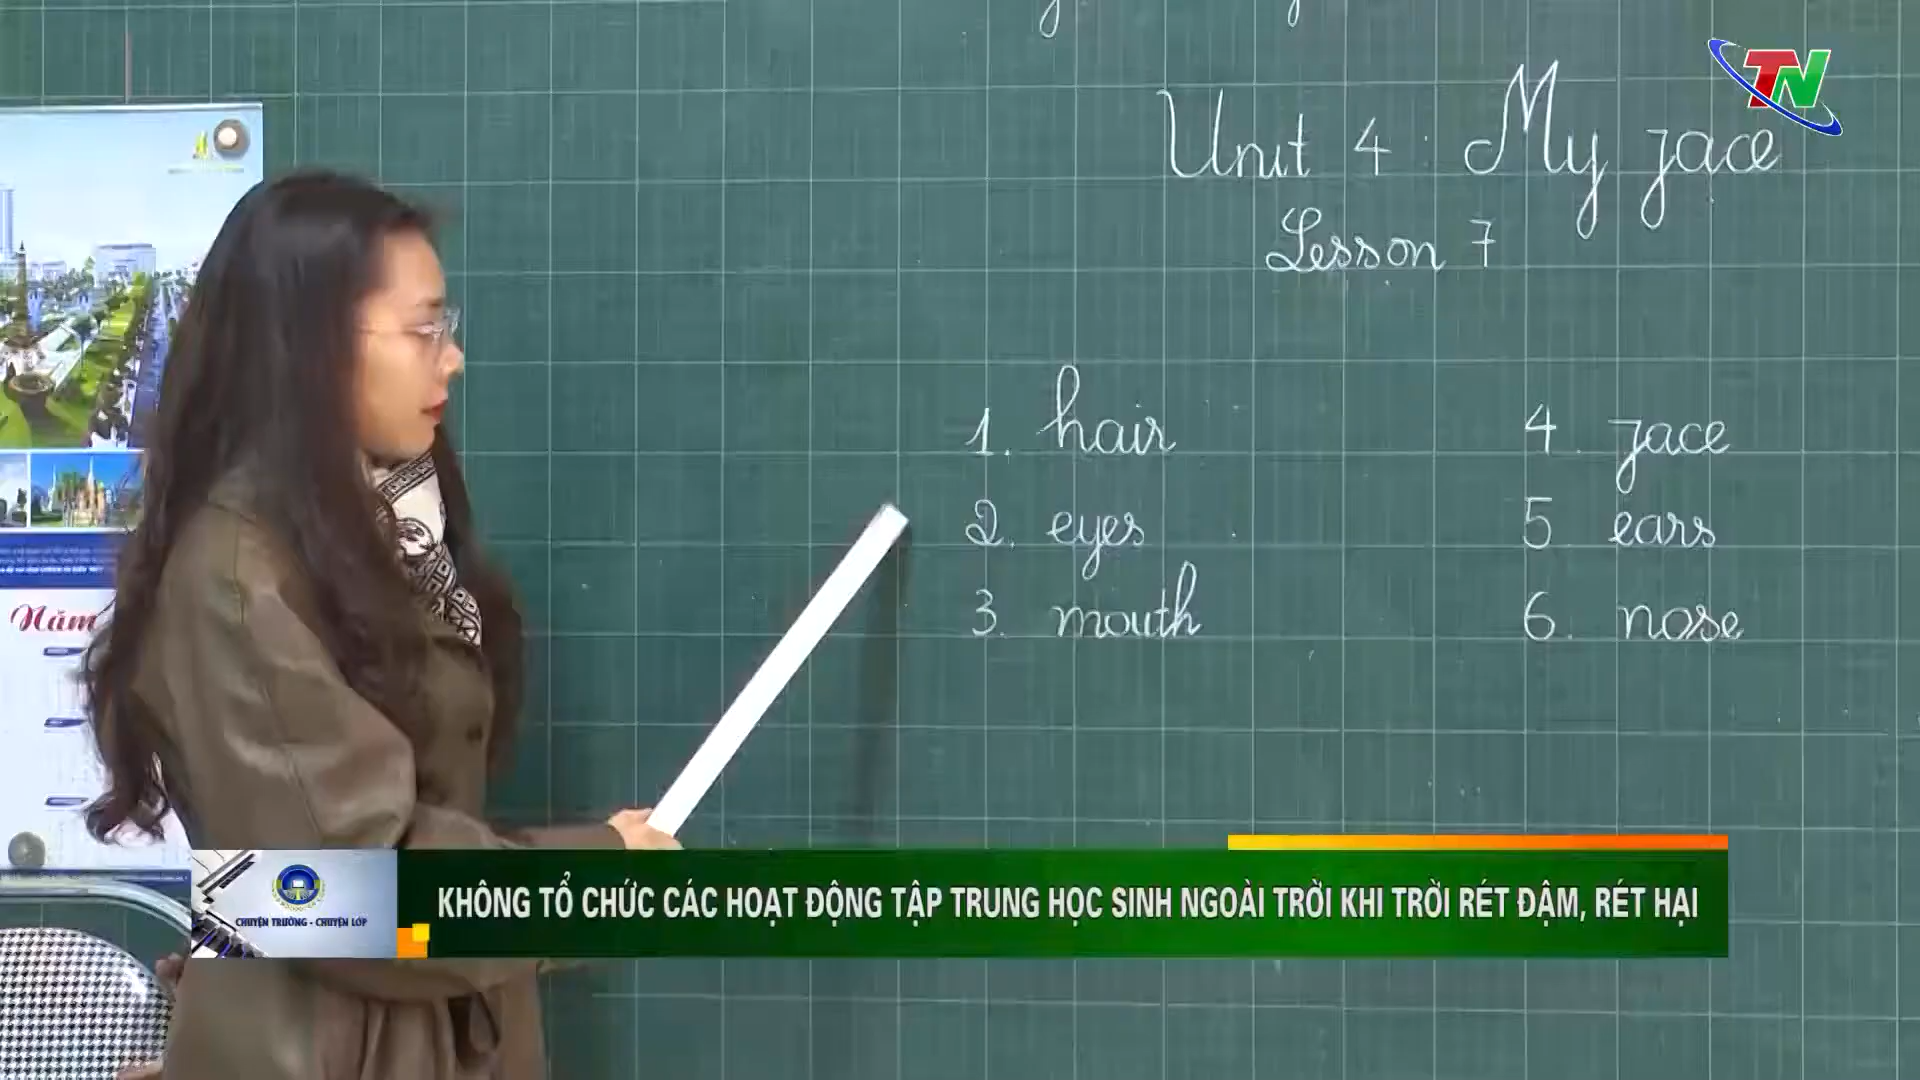 TN
Unit 4: My face
Lesson 7
1. hair
2. eyes
3. mouth
4. face
5. ears
6. nose
Năm
CHUYỆN TRƯỜNG - CHUYỆN LỚP
KHÔNG TỔ CHỨC CÁC HOẠT ĐỘNG TẬP TRUNG HỌC SINH NGOÀI TRỜI KHI TRỜI RÉT ĐẬM, RÉT HẠI